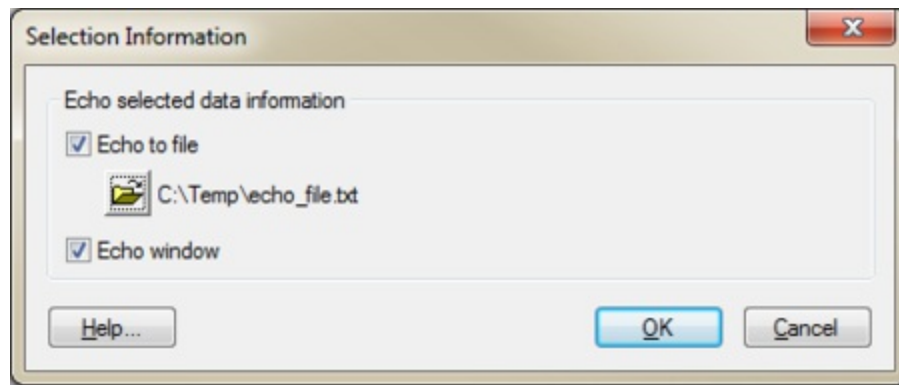 Selection Information
Echo selected data information
Echo to file
C:\Temp\echo_file.txt
Echo window
Help... OK Cancel